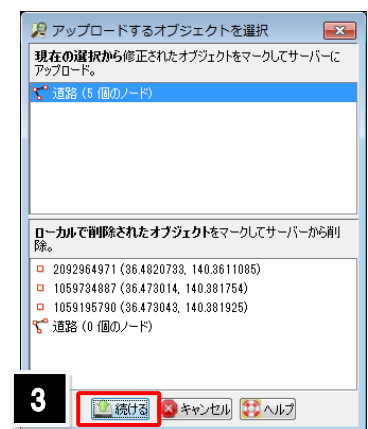 アップロードするオブジェクトを選択
現在の選択から修正されたオブジェクトをマークしてサーバーに
アップロード。
道路 (5 個のノード)
ローカルで削除されたオブジェクトをマークしてサーバーから削
除。
2092964971 (36.4820733, 140.3611085)
1059734887 (36.473014, 140.381754)
1059195790 (36.473043, 140.381925)
道路 (0 個のノード)
3
続ける キャンセル ヘルプ